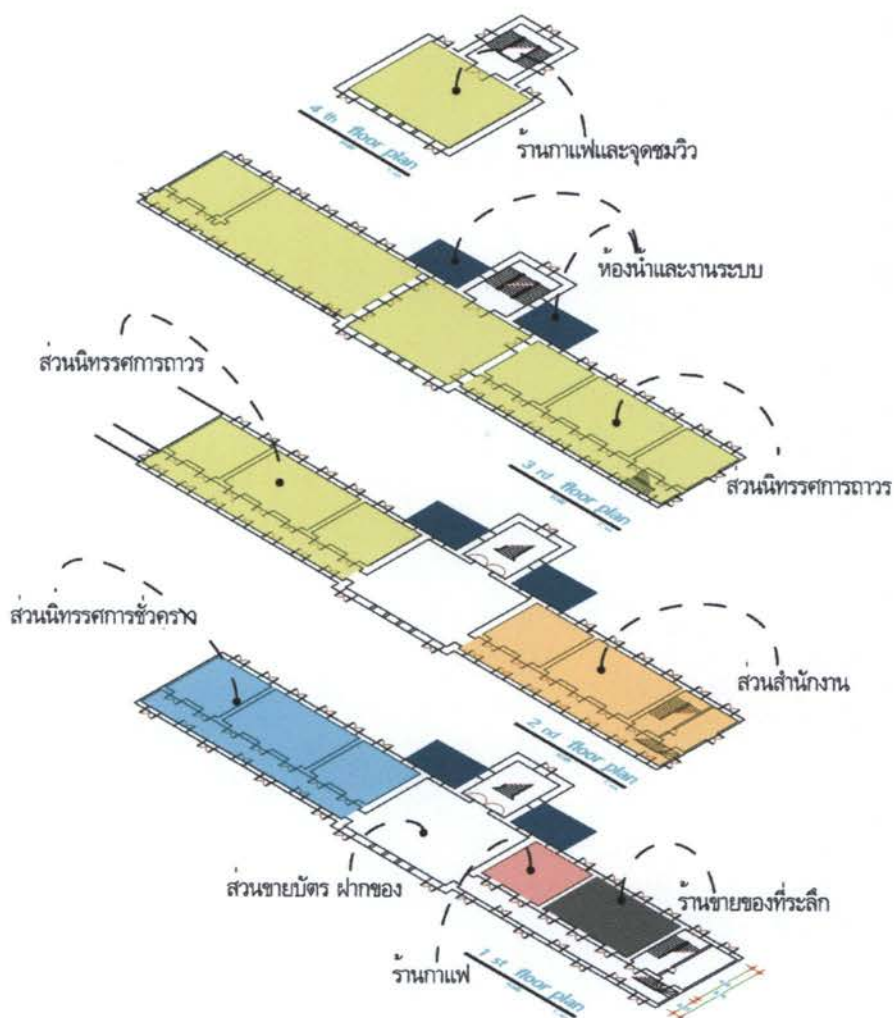 4 th floor plan
ร้านกาแฟและจุดชมวิว
ห้องน้ำและงานระบบ
ส่วนนิทรรศการถาวร
3 rd floor plan
ส่วนนิทรรศการถาวร
ส่วนนิทรรศการชั่วคราว
ส่วนสำนักงาน
2 nd floor plan
ส่วนขายบัตร ฝากของ
ร้านขายของที่ระลึก
ร้านกาแฟ
1 st floor plan